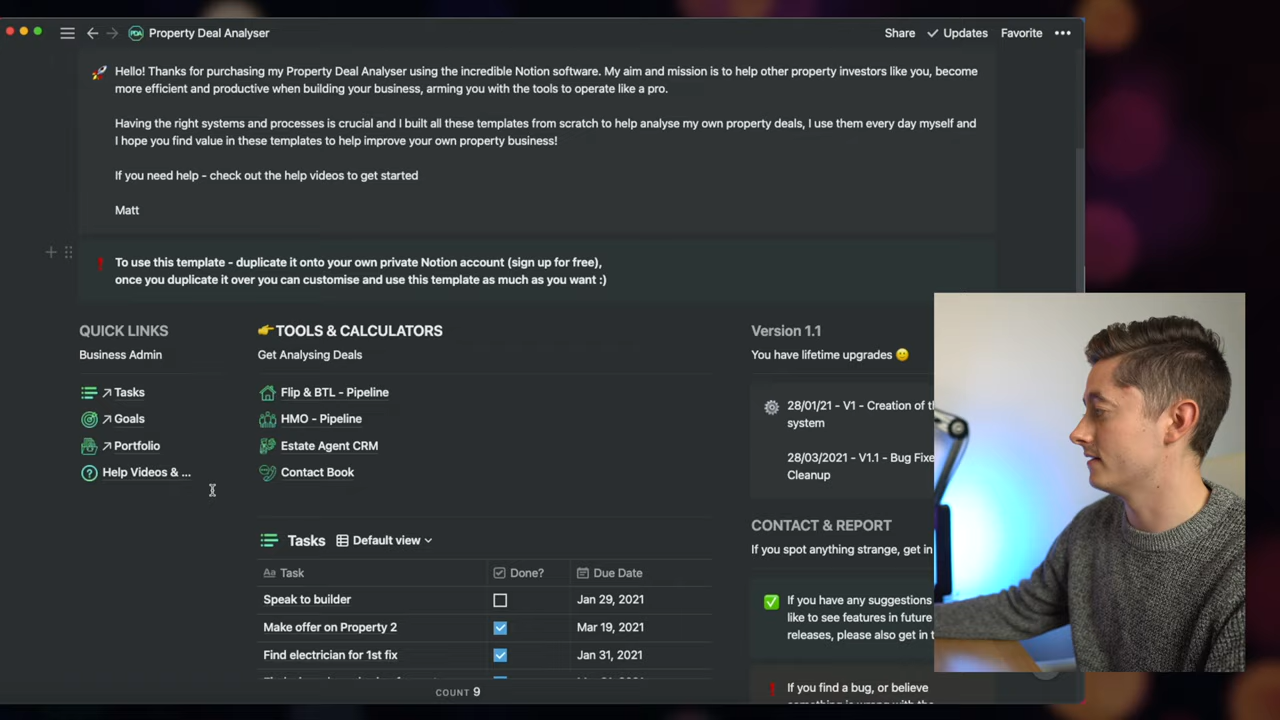 Property Deal Analyser
Share
Updates
Favorite
Hello! Thanks for purchasing my Property Deal Analyser using the incredible Notion software. My aim and mission is to help other property investors like you, become
more efficient and productive when building your business, arming you with the tools to operate like a pro.
Having the right systems and processes is crucial and I built all these templates from scratch to help analyse my own property deals, I use them every day myself and
I hope you find value in these templates to help improve your own property business!
If you need help - check out the help videos to get started
Matt
To use this template - duplicate it onto your own private Notion account (sign up for free),
once you duplicate it over you can customise and use this template as much as you want :)
QUICK LINKS
Business Admin
Tasks
Goals
Portfolio
Help Videos & ...
TOOLS & CALCULATORS
Get Analysing Deals
Flip & BTL - Pipeline
HMO - Pipeline
Estate Agent CRM
Contact Book
Tasks
Default view
Aa Task
Done?
Due Date
Speak to builder
Jan 29, 2021
Make offer on Property 2
Mar 19, 2021
Find electrician for 1st fix
Jan 31, 2021
COUNT 9
Version 1.1
You have lifetime upgrades
28/01/21 - V1 - Creation of
system
28/03/2021 - V1.1 - Bug
Cleanup
CONTACT & REPORT
If you spot anything strange, get in
If you have any suggestions
like to see features in future
releases, please also get in
If you find a bug, or believe